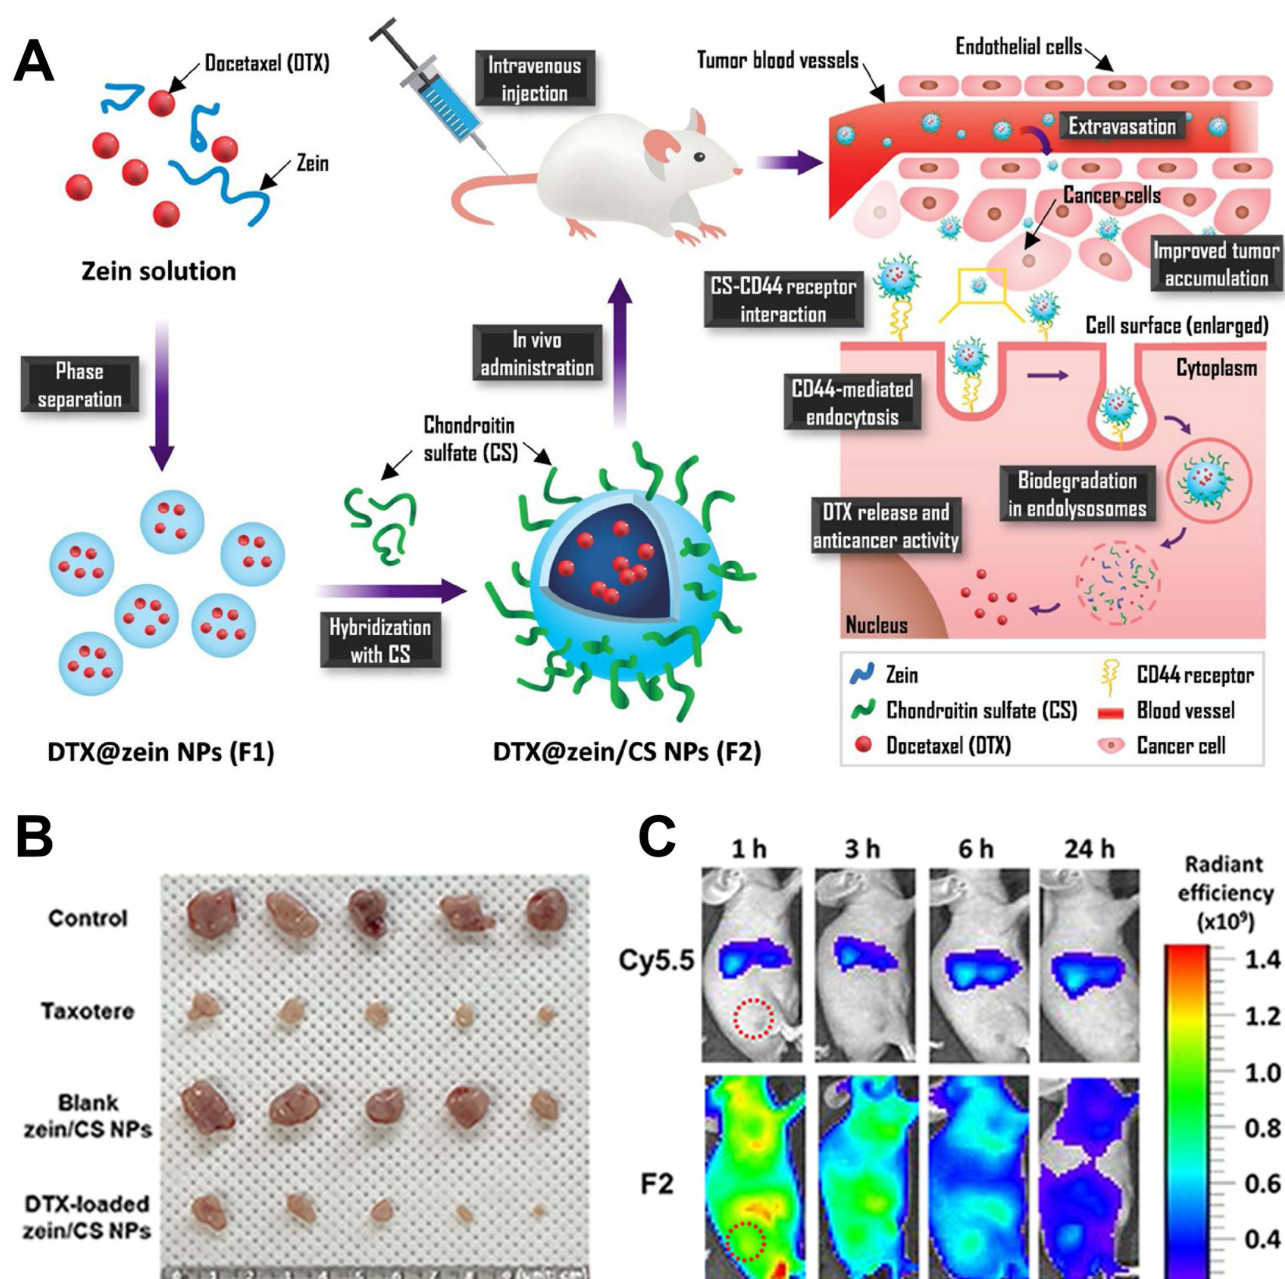 A
Docetaxel (DTX)
Zein
Zein solution
Phase
separation
DTX@zein NPs (F1)
Intravenous
injection
In vivo
administration
Chondroitin
sulfate (CS)
Hybridization
with CS
DTX@zein/CS NPs (F2)
Tumor blood vessels
Endothelial cells
Extravasation
Cancer cells
Improved tumor
accumulation
CS-CD44 receptor
interaction
Cell surface (enlarged)
Cytoplasm
CD44-mediated
endocytosis
Biodegradation
in endolysosomes
DTX release and
anticancer activity
Nucleus
Zein
CD44 receptor
Chondroitin sulfate (CS)
Blood vessel
Docetaxel (DTX)
Cancer cell
B
Control
Taxotere
Blank
zein/CS NPs
DTX-loaded
zein/CS NPs
C
1 h
3 h
6 h
24 h
Radiant
efficiency
(x10⁹)
Cy5.5
F2
1.4
1.2
1.0
0.8
0.6
0.4